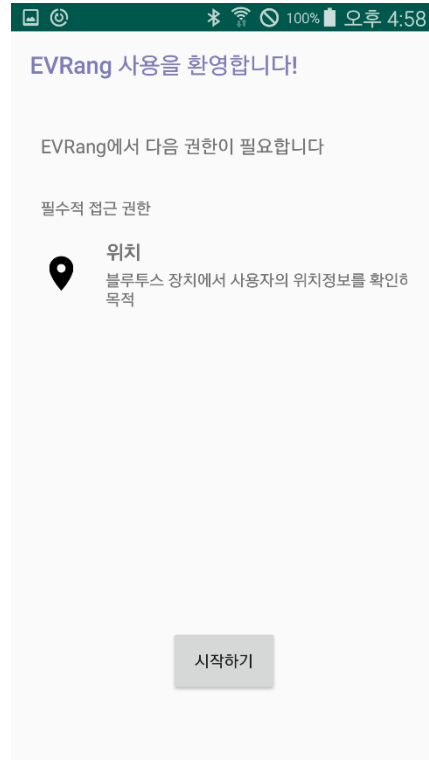 100% 오후 4:58
EVRang 사용을 환영합니다!
EVRang에서 다음 권한이 필요합니다
필수적 접근 권한
위치
블루투스 장치에서 사용자의 위치정보를 확인하
목적
시작하기